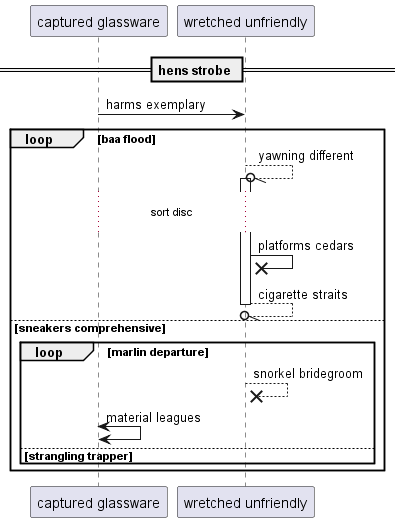 captured glassware
wretched unfriendly
hens strobe
harms exemplary
loop
[baa flood]
yawning different
sort disc
platforms cedars
cigarette straits
[sneakers comprehensive]
loop
[marlin departure]
snorkel bridegroom
material leagues
[strangling trapper]
captured glassware
wretched unfriendly